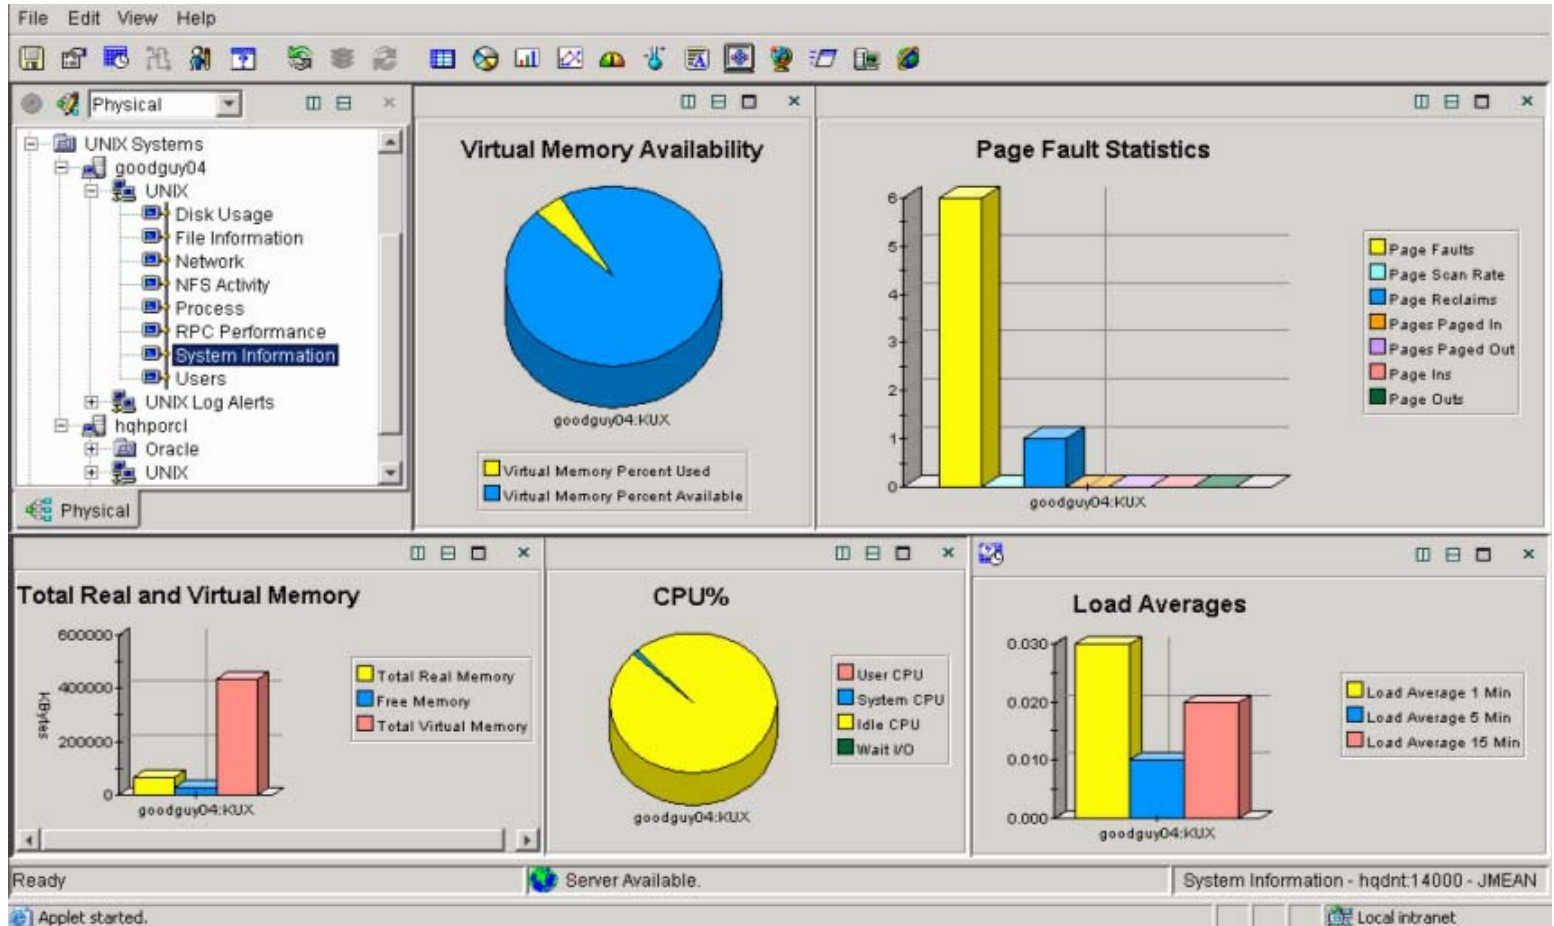 File Edit View Help
Physical
UNIX Systems
goodguy04
UNIX
Disk Usage
File Information
Network
NFS Activity
Process
RPC Performance
System Information
Users
UNIX Log Alerts
hqhporcl
Oracle
UNIX
Physical
Virtual Memory Availability
goodguy04:KUX
Virtual Memory Percent Used
Virtual Memory Percent Available
Page Fault Statistics
6
5
4
3
2
1
0
goodguy04:KUX
Page Faults
Page Scan Rate
Page Reclaims
Pages Paged In
Pages Paged Out
Page Ins
Page Outs
Total Real and Virtual Memory
600000
400000
200000
0
KBytes
goodguy04:KUX
Total Real Memory
Free Memory
Total Virtual Memory
CPU%
goodguy04:KUX
User CPU
System CPU
Idle CPU
Wait I/O
Load Averages
0.030
0.020
0.010
0.000
goodguy04:KUX
Load Average 1 Min
Load Average 5 Min
Load Average 15 Min
Ready
Server Available.
System Information - hqdnt:14000 - JMEAN
Applet started.
Local intranet